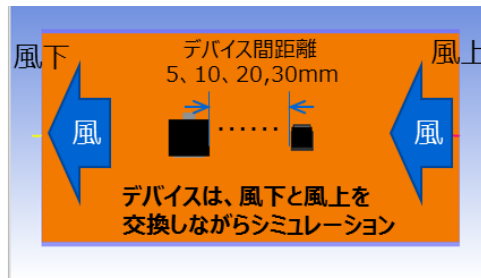 風下
デバイス間距離
5、10、20,30mm
風上
風
‥‥‥
風
デバイスは、風下と風上を
交換しながらシミュレーション